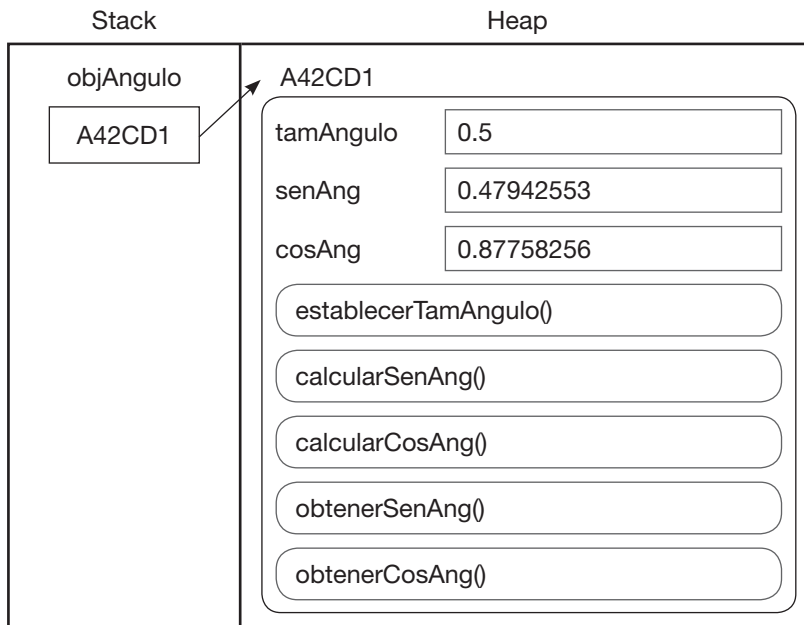 Stack Heap
objAngulo A42CD1
A42CD1
tamAngulo 0.5
senAng 0.47942553
cosAng 0.87758256
establecerTamAngulo()
calcularSenAng()
calcularCosAng()
obtenerSenAng()
obtenerCosAng()